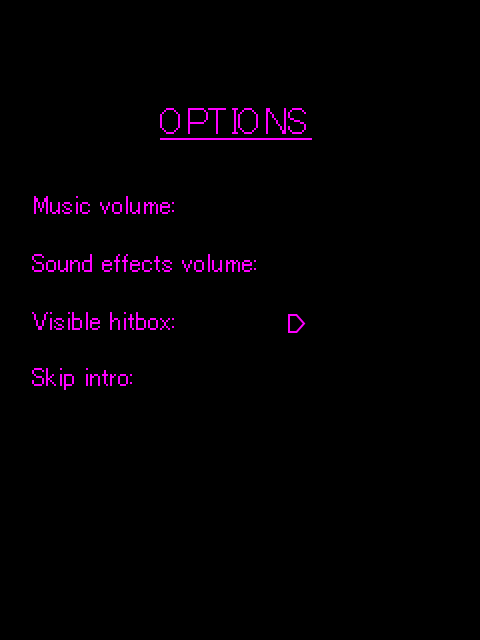 OPTIONS
Music volume:
Sound effects volume:
Visible hitbox:
Skip intro: